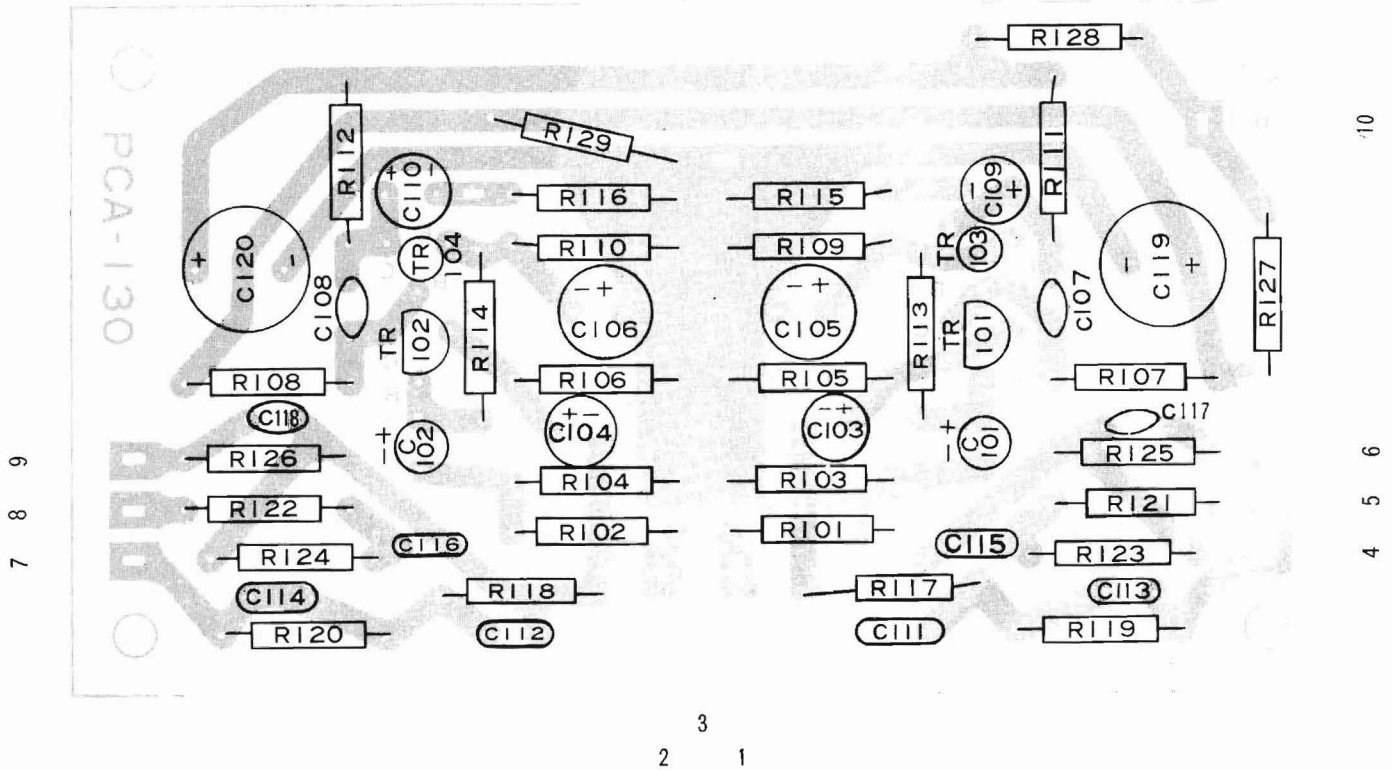 R128
R112
R129
R111
10
PCA-130
+ C110 -
- C109 +
R116
R115
TR 104
R110
R109
TR 103
+ C120 -
- C119 +
R127
C108
R114
-+ C106
-+ C105
R113
C107
TR 102
TR 101
R108
R106
R105
R107
C118
+- C104
-+ C103
C117
-+ C102
-+ C101
9
R126
R125
6
R104
R103
8
R122
R121
5
R102
R101
7
R124
C116
C115
R123
4
C114
R118
R117
C113
R120
C112
C111
R119
3
2 1